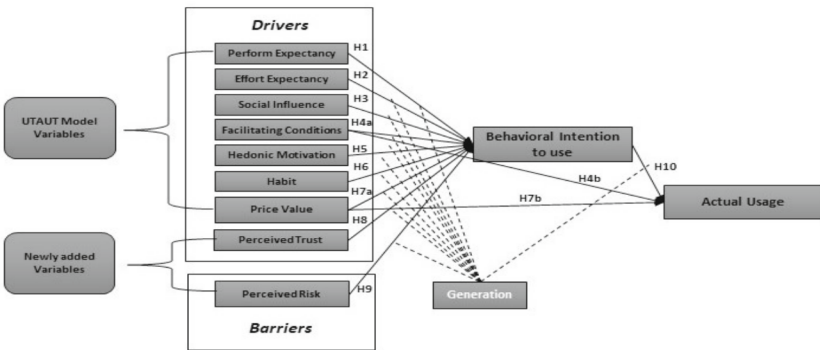 Drivers
Perform Expectancy
H1
Effort Expectancy
H2
Social Influence
H3
Facilitating Conditions
H4a
Hedonic Motivation
H5
Habit
H6
Price Value
H7a
Perceived Trust
H8
UTAUT Model
Variables
Newly added
Variables
Perceived Risk
H9
Barriers
Behavioral Intention
to use
H10
H4b
H7b
Actual Usage
Generation